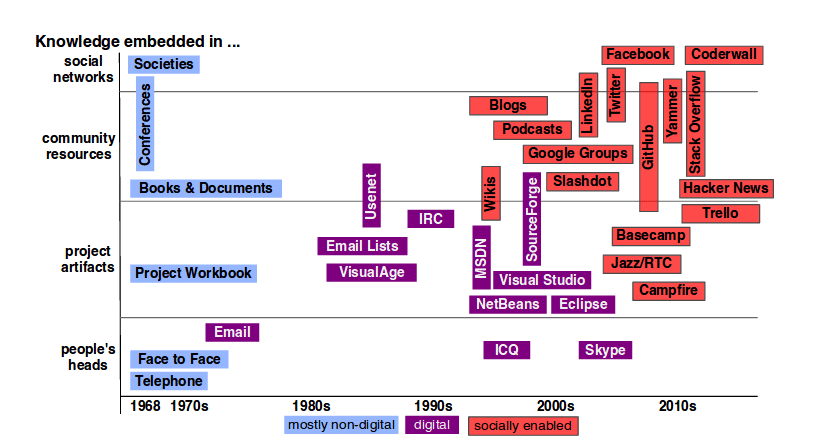 Knowledge embedded in ...
social
networks
Societies
Facebook
Coderwall
Conferences
LinkedIn
Twitter
GitHub
Yammer
Stack Overflow
community
resources
Blogs
Podcasts
Google Groups
Slashdot
Hacker News
Books & Documents
Usenet
Wikis
SourceForge
IRC
Trello
project
artifacts
Email Lists
MSDN
Basecamp
Project Workbook
VisualAge
Visual Studio
Jazz/RTC
Campfire
NetBeans
Eclipse
people's
heads
Email
Face to Face
ICQ
Skype
Telephone
1968 1970s 1980s 1990s 2000s 2010s
mostly non-digital digital socially enabled